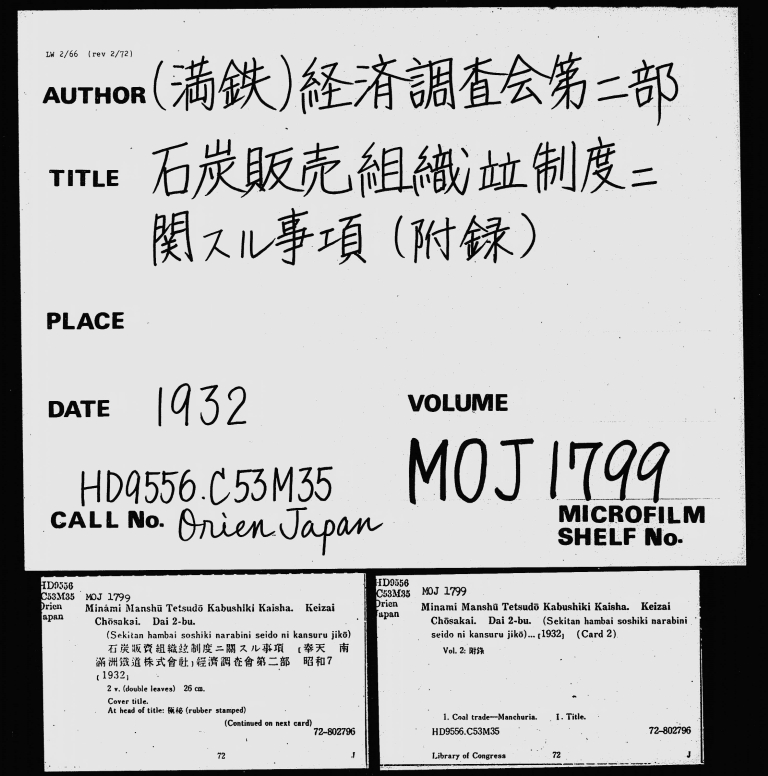 LW 2/66 (rev 2/72)
AUTHOR (満鉄)経済調査会第二部
TITLE 石炭販売組織竝制度ニ
関スル事項(附録)
PLACE
DATE 1932
VOLUME
MOJ 1799
HD9556.C53M35
CALL No. Orien Japan
MICROFILM
SHELF No.
HD9556
C53M35
Orien
Japan
MOJ 1799
Minami Manshū Tetsudō Kabushiki Kaisha. Keizai
Chōsakai. Dai 2-bu.
(Sekitan hambai soshiki narabini seido ni kansuru jikō)
石炭販賣組織竝制度ニ關スル事項 〔奉天 南
滿洲鐵道株式會社〕經濟調査會第二部 昭和7
〔1932〕
2 v. (double leaves) 26 cm.
Cover title.
At head of title: 極秘 (rubber stamped)
(Continued on next card)
72-802796
72 J
HD9556
C53M35
Orien
Japan
MOJ 1799
Minami Manshū Tetsudō Kabushiki Kaisha. Keizai
Chōsakai. Dai 2-bu. (Sekitan hambai soshiki narabini
seido ni kansuru jikō)... 〔1932〕 (Card 2)
Vol. 2: 附錄
1. Coal trade—Manchuria. I. Title.
HD9556.C53M35 72-802796
Library of Congress 72 J